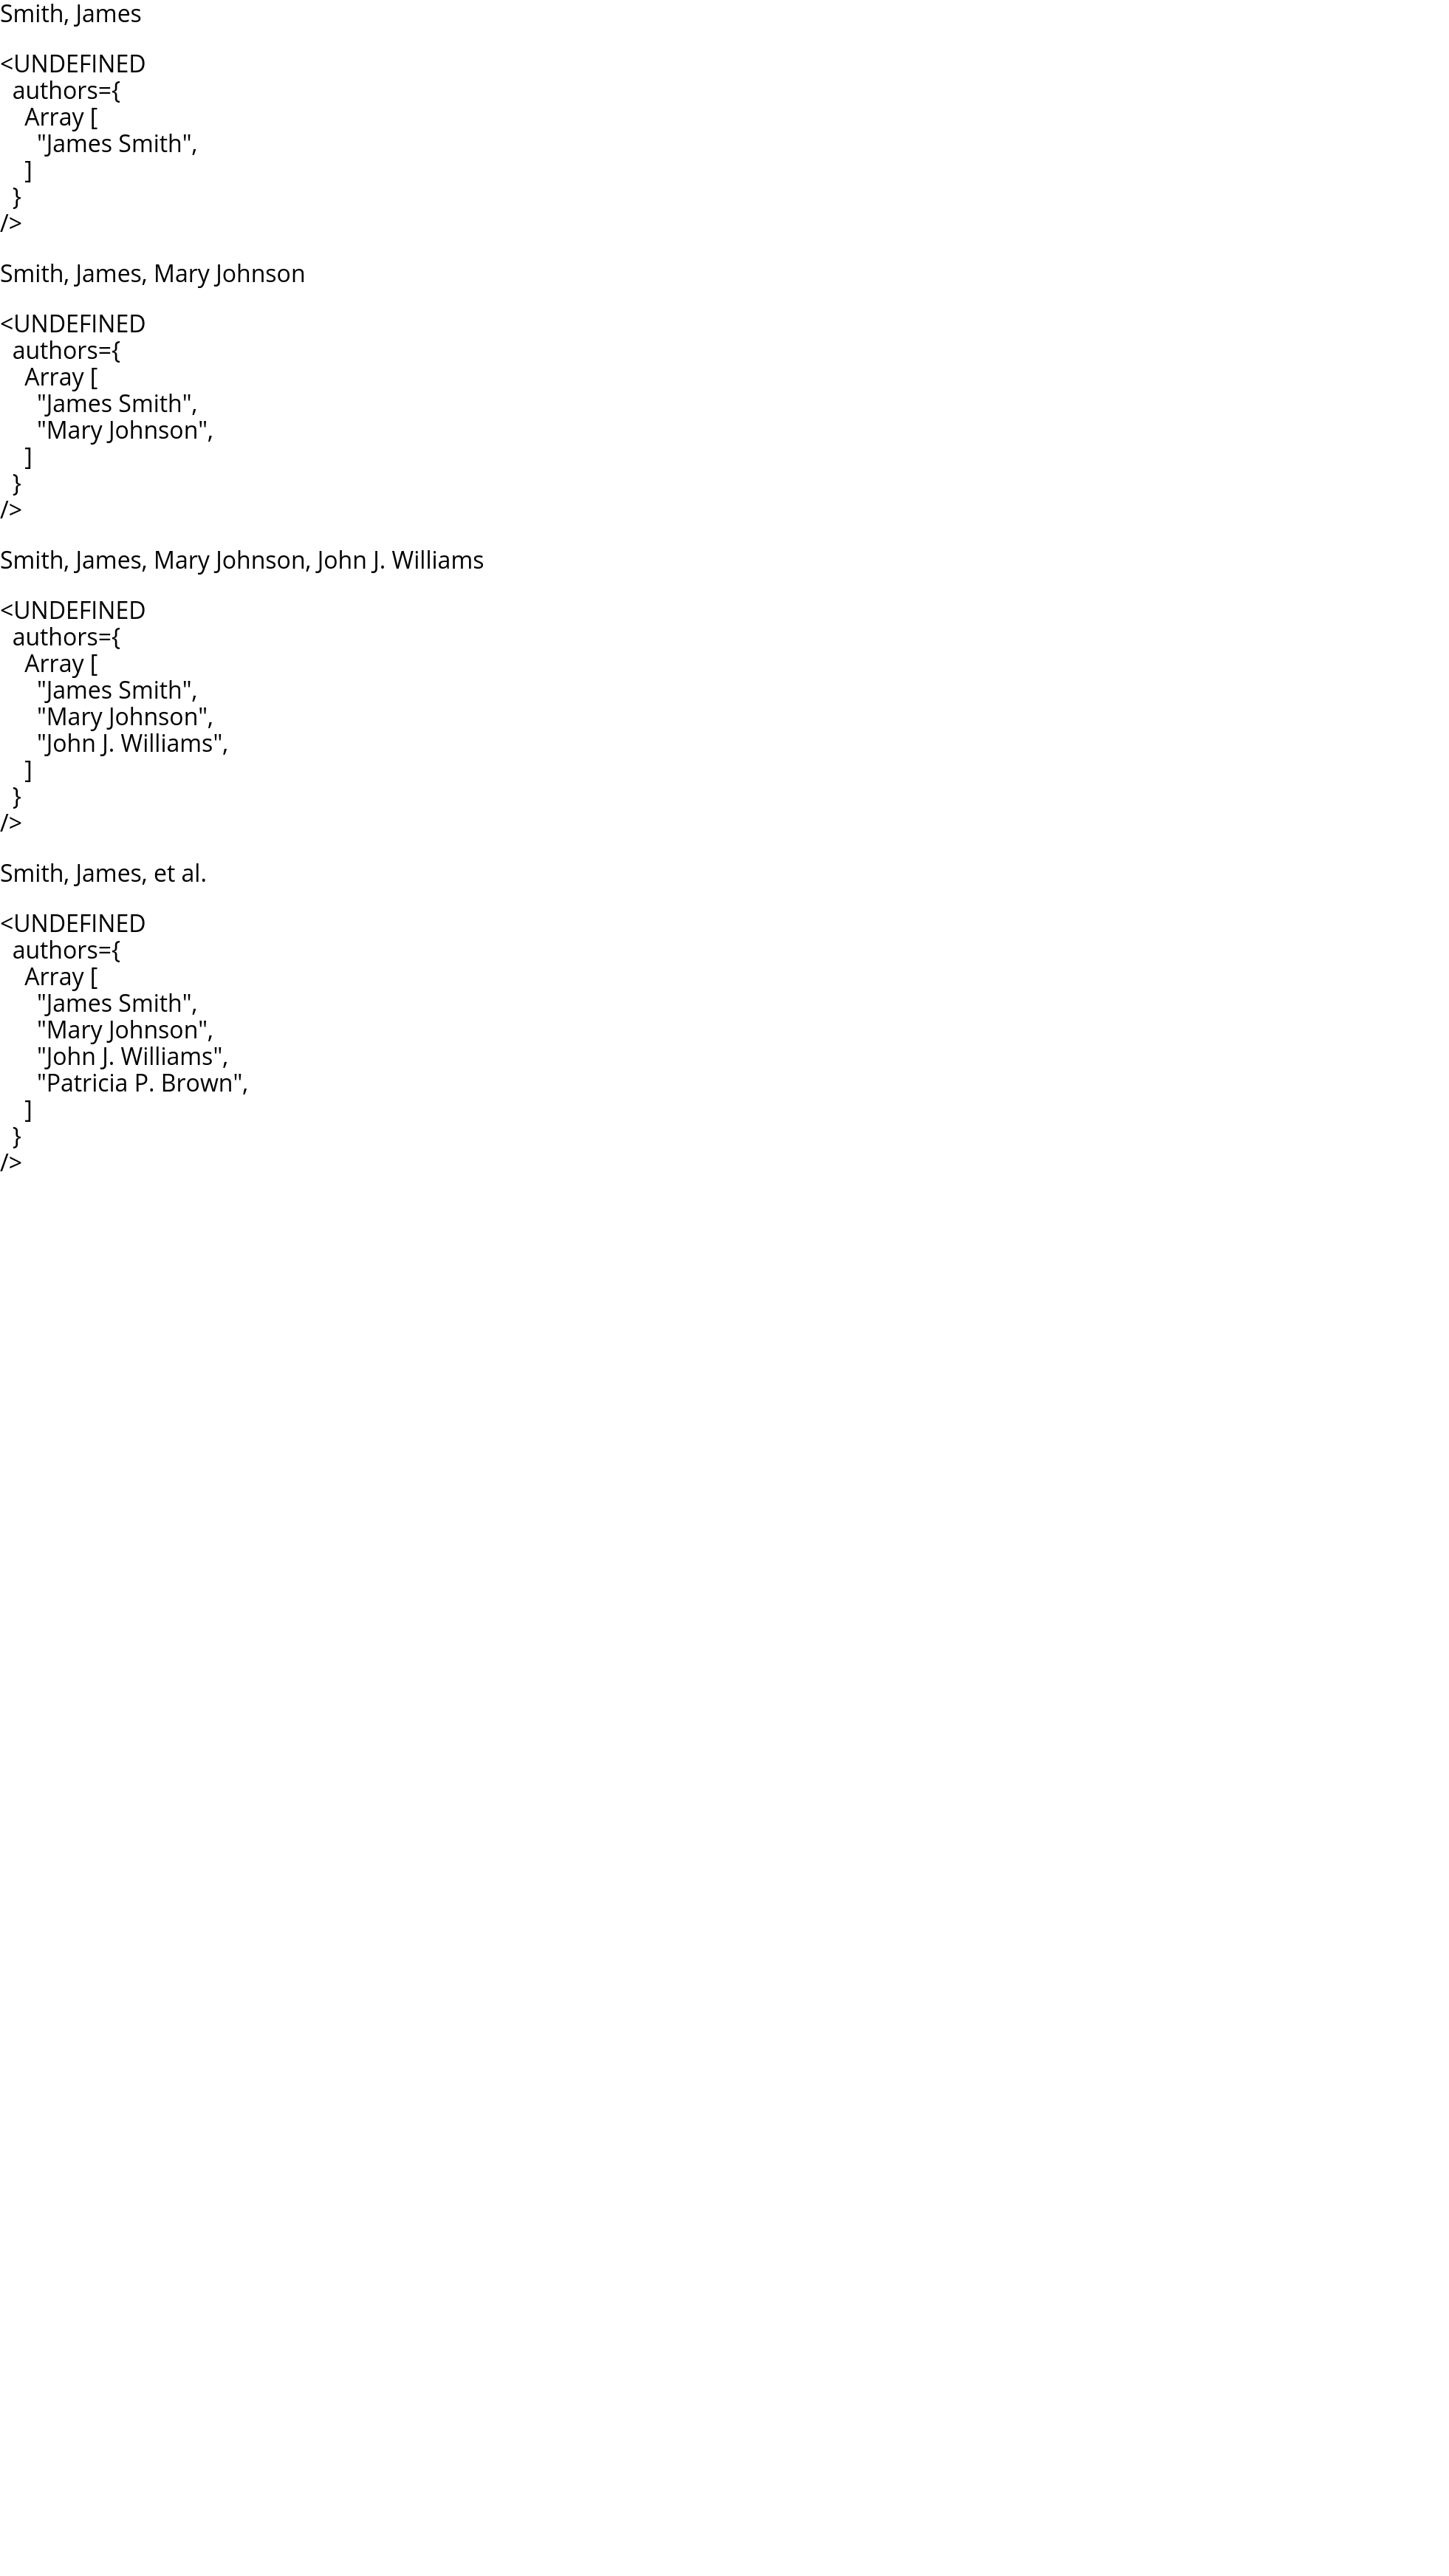 Smith, James
<UNDEFINED
  authors={
    Array [
      "James Smith",
    ]
  }
/>
Smith, James, Mary Johnson
<UNDEFINED
  authors={
    Array [
      "James Smith",
      "Mary Johnson",
    ]
  }
/>
Smith, James, Mary Johnson, John J. Williams
<UNDEFINED
  authors={
    Array [
      "James Smith",
      "Mary Johnson",
      "John J. Williams",
    ]
  }
/>
Smith, James, et al.
<UNDEFINED
  authors={
    Array [
      "James Smith",
      "Mary Johnson",
      "John J. Williams",
      "Patricia P. Brown",
    ]
  }
/>